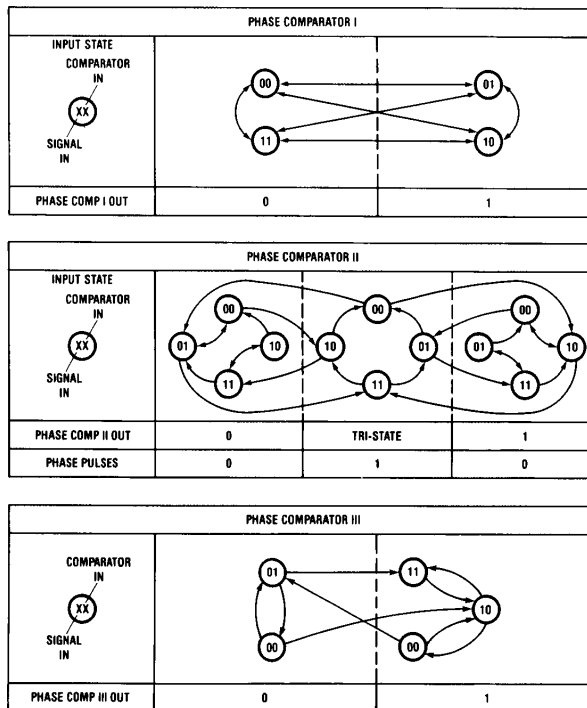 PHASE COMPARATOR I
INPUT STATE
COMPARATOR
IN
XX
SIGNAL
IN
00
01
11
10
PHASE COMP I OUT
0
1
PHASE COMPARATOR II
INPUT STATE
COMPARATOR
IN
XX
SIGNAL
IN
00
00
00
01
10
10
01
01
10
11
11
11
PHASE COMP II OUT
0
TRI-STATE
1
PHASE PULSES
0
1
0
PHASE COMPARATOR III
COMPARATOR
IN
XX
SIGNAL
IN
01
11
10
00
00
PHASE COMP III OUT
0
1